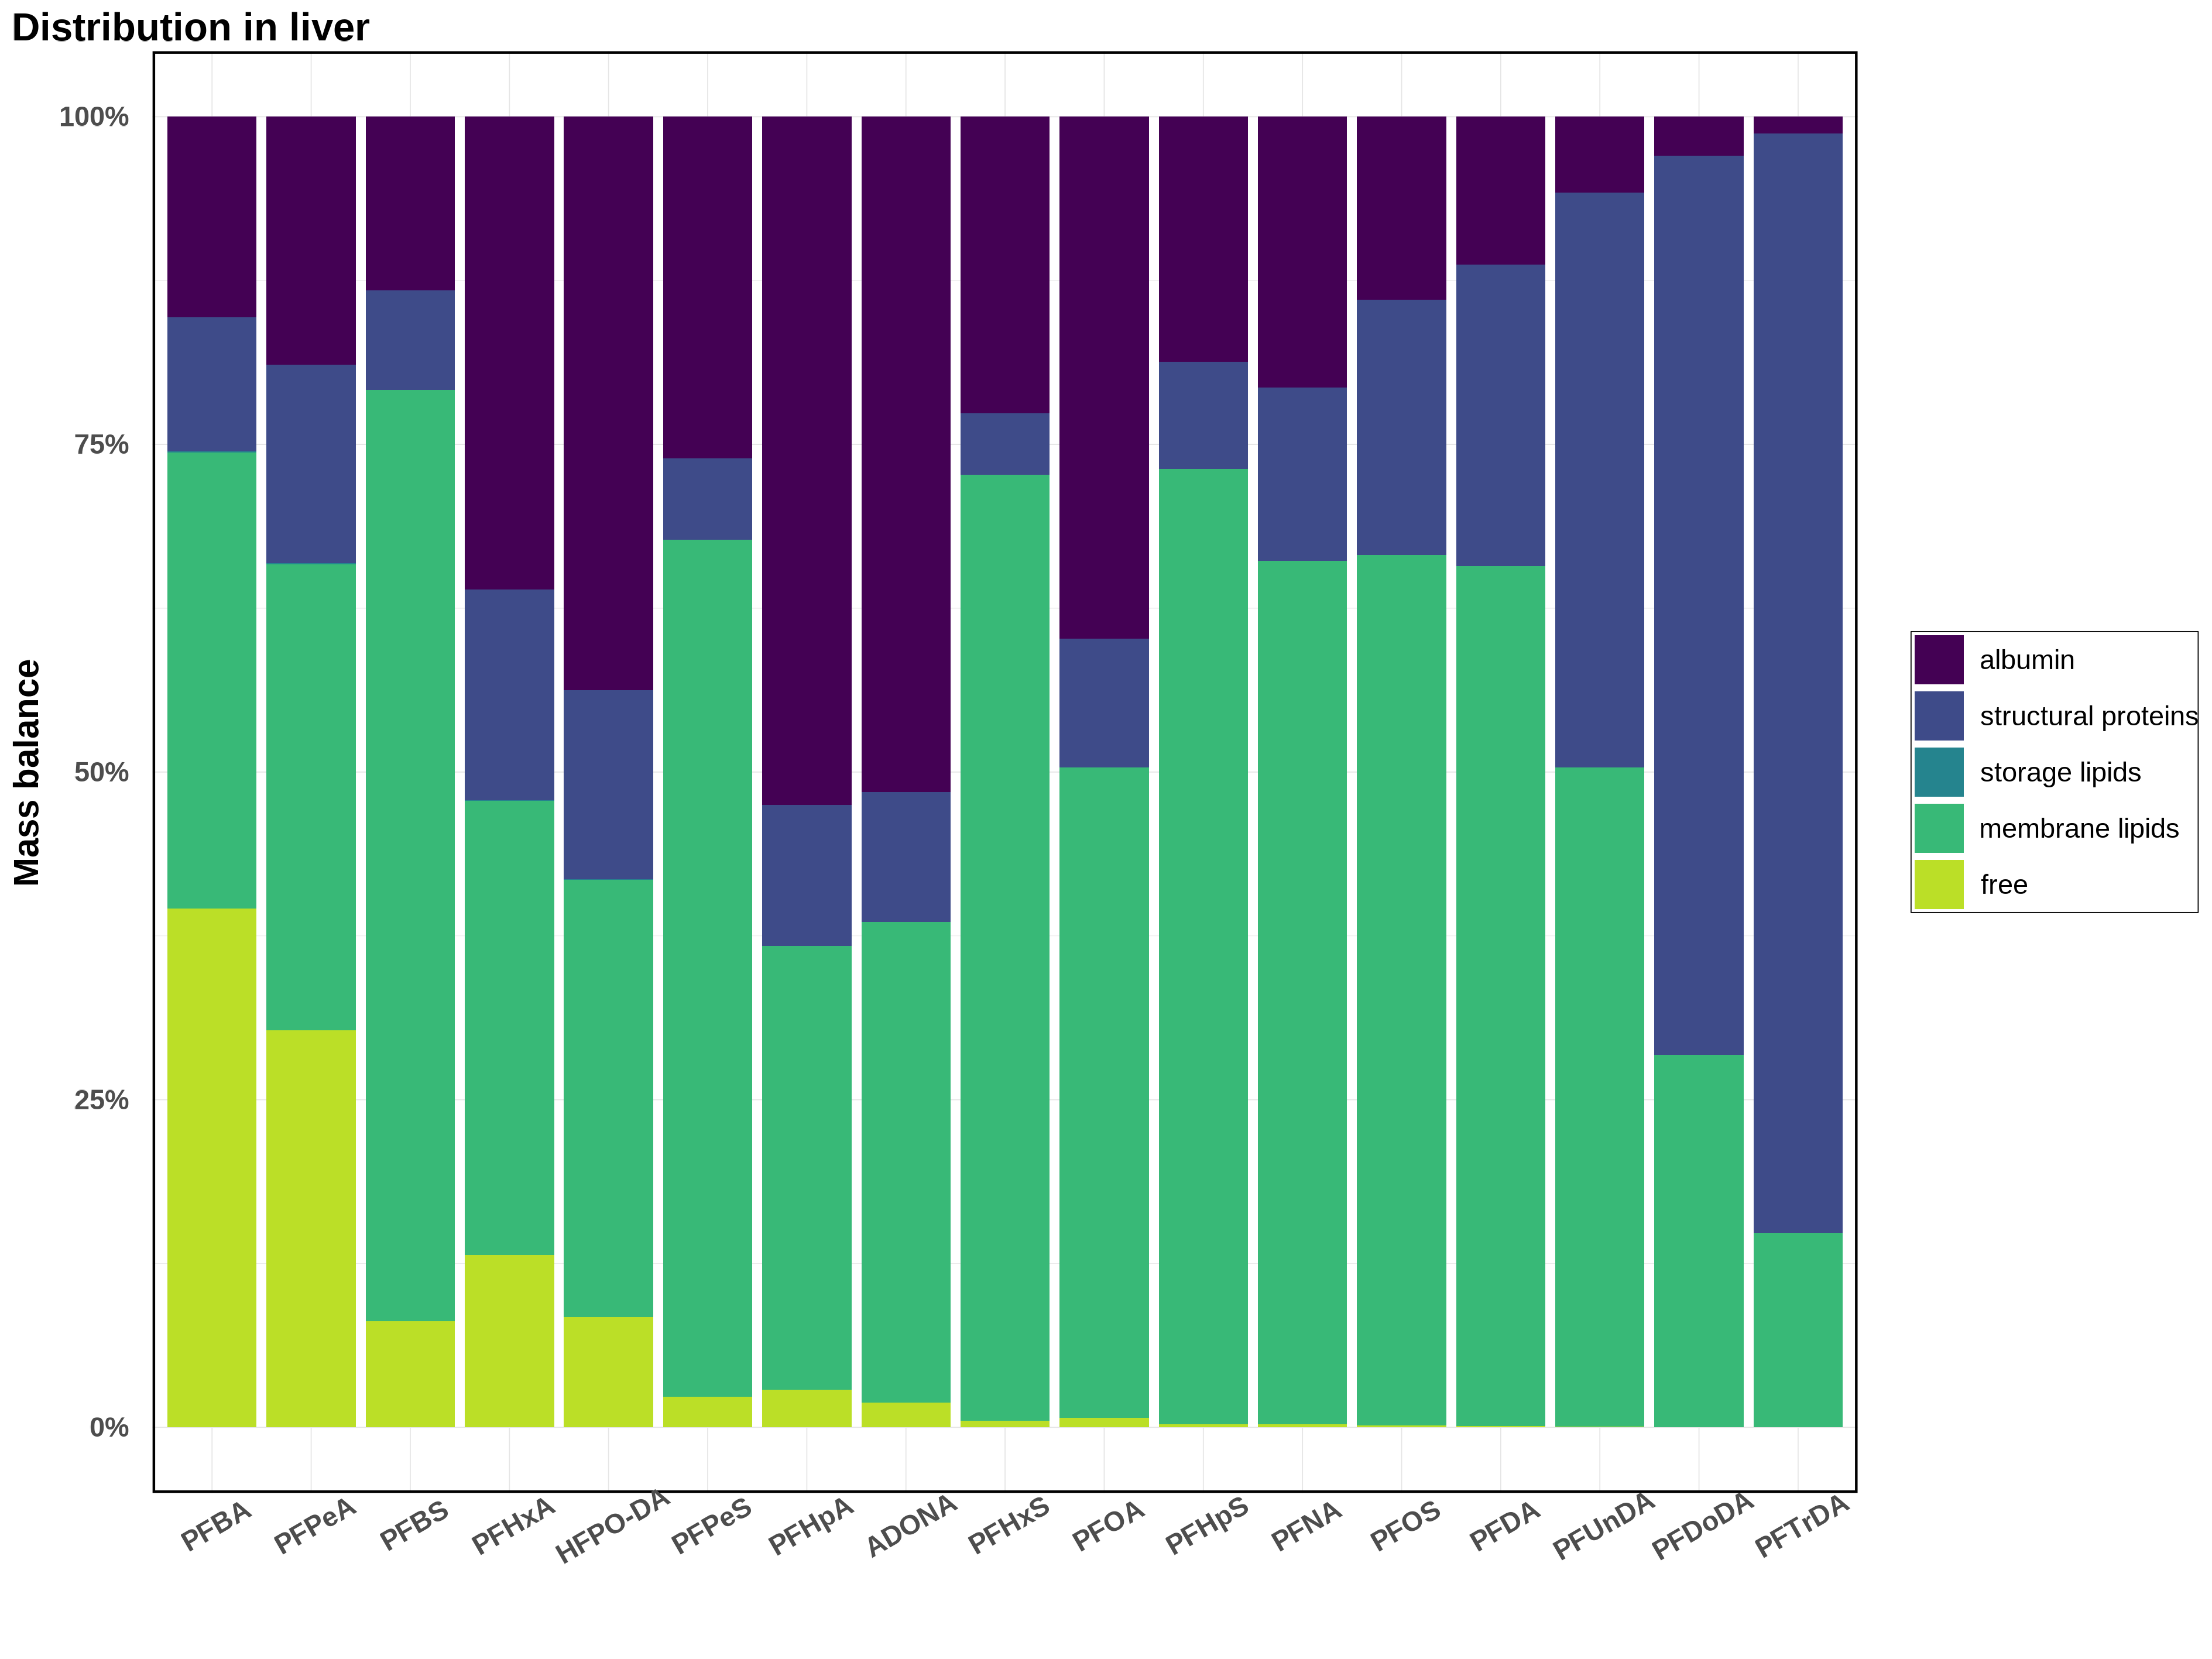 Distribution in liver
Mass balance
100%
75%
50%
25%
0%
PFBA
PFPeA
PFBS
PFHxA
HFPO-DA
PFPeS
PFHpA
ADONA
PFHxS
PFOA
PFHpS
PFNA
PFOS
PFDA
PFUnDA
PFDoDA
PFTrDA
albumin
structural proteins
storage lipids
membrane lipids
free